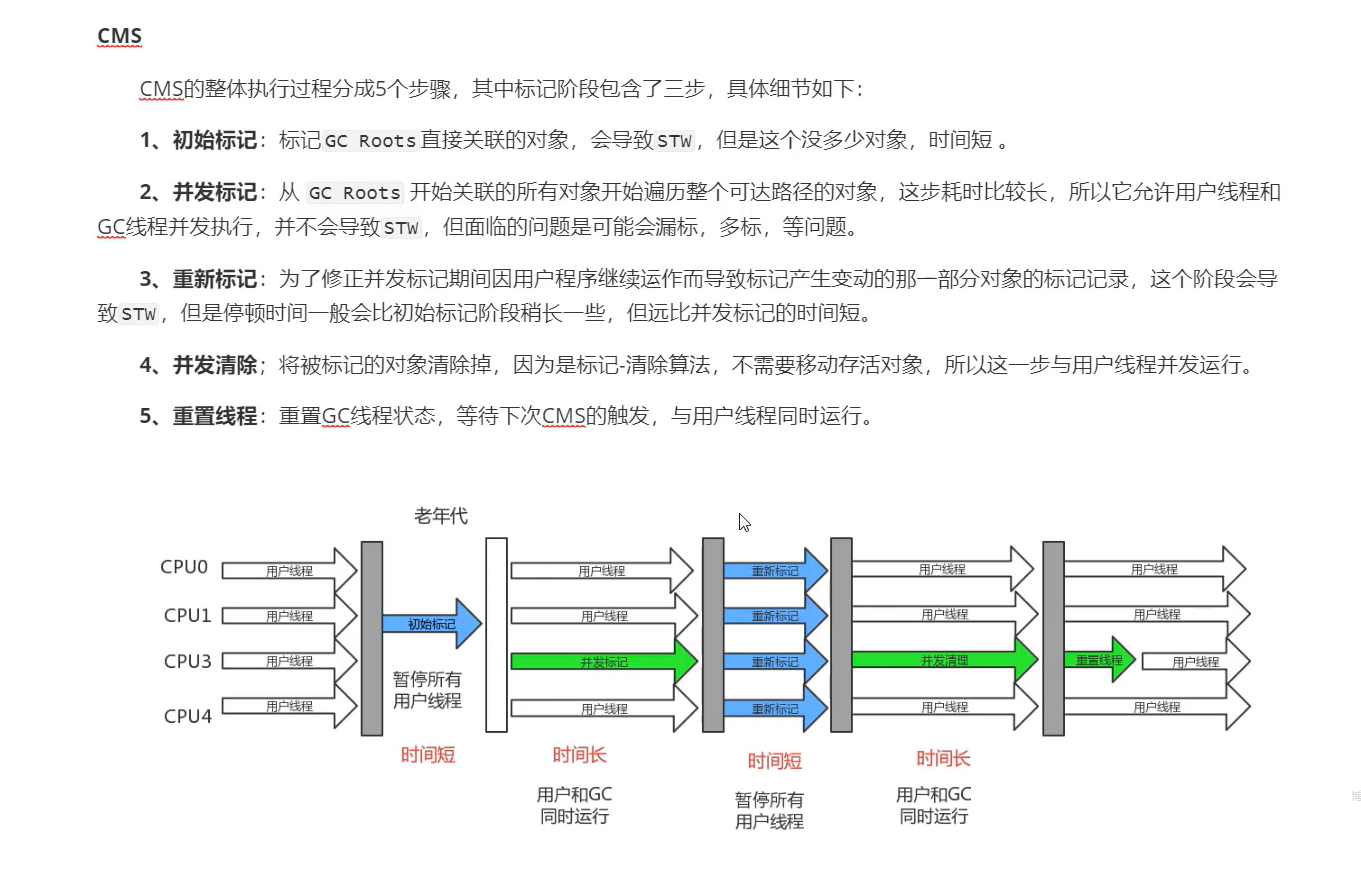 CMS
CMS的整体执行过程分成5个步骤，其中标记阶段包含了三步，具体细节如下：
1、初始标记：标记GC Roots直接关联的对象，会导致STW，但是这个没多少对象，时间短 。
2、并发标记：从 GC Roots 开始关联的所有对象开始遍历整个可达路径的对象，这步耗时比较长，所以它允许用户线程和
GC线程并发执行，并不会导致STW，但面临的问题是可能会漏标，多标，等问题。
3、重新标记：为了修正并发标记期间因用户程序继续运作而导致标记产生变动的那一部分对象的标记记录，这个阶段会导
致STW，但是停顿时间一般会比初始标记阶段稍长一些，但远比并发标记的时间短。
4、并发清除；将被标记的对象清除掉，因为是标记-清除算法，不需要移动存活对象，所以这一步与用户线程并发运行。
5、重置线程：重置GC线程状态，等待下次CMS的触发，与用户线程同时运行。
老年代
CPU0 用户线程 用户线程 重新标记 用户线程 用户线程
CPU1 用户线程 用户线程 重新标记 用户线程 用户线程
初始标记
CPU3 用户线程 并发标记 重新标记 并发清理 重置线程 用户线程
CPU4 用户线程 用户线程 重新标记 用户线程 用户线程
暂停所有
用户线程
时间短 时间长 时间短 时间长
用户和GC
同时运行
暂停所有
用户线程
用户和GC
同时运行
博